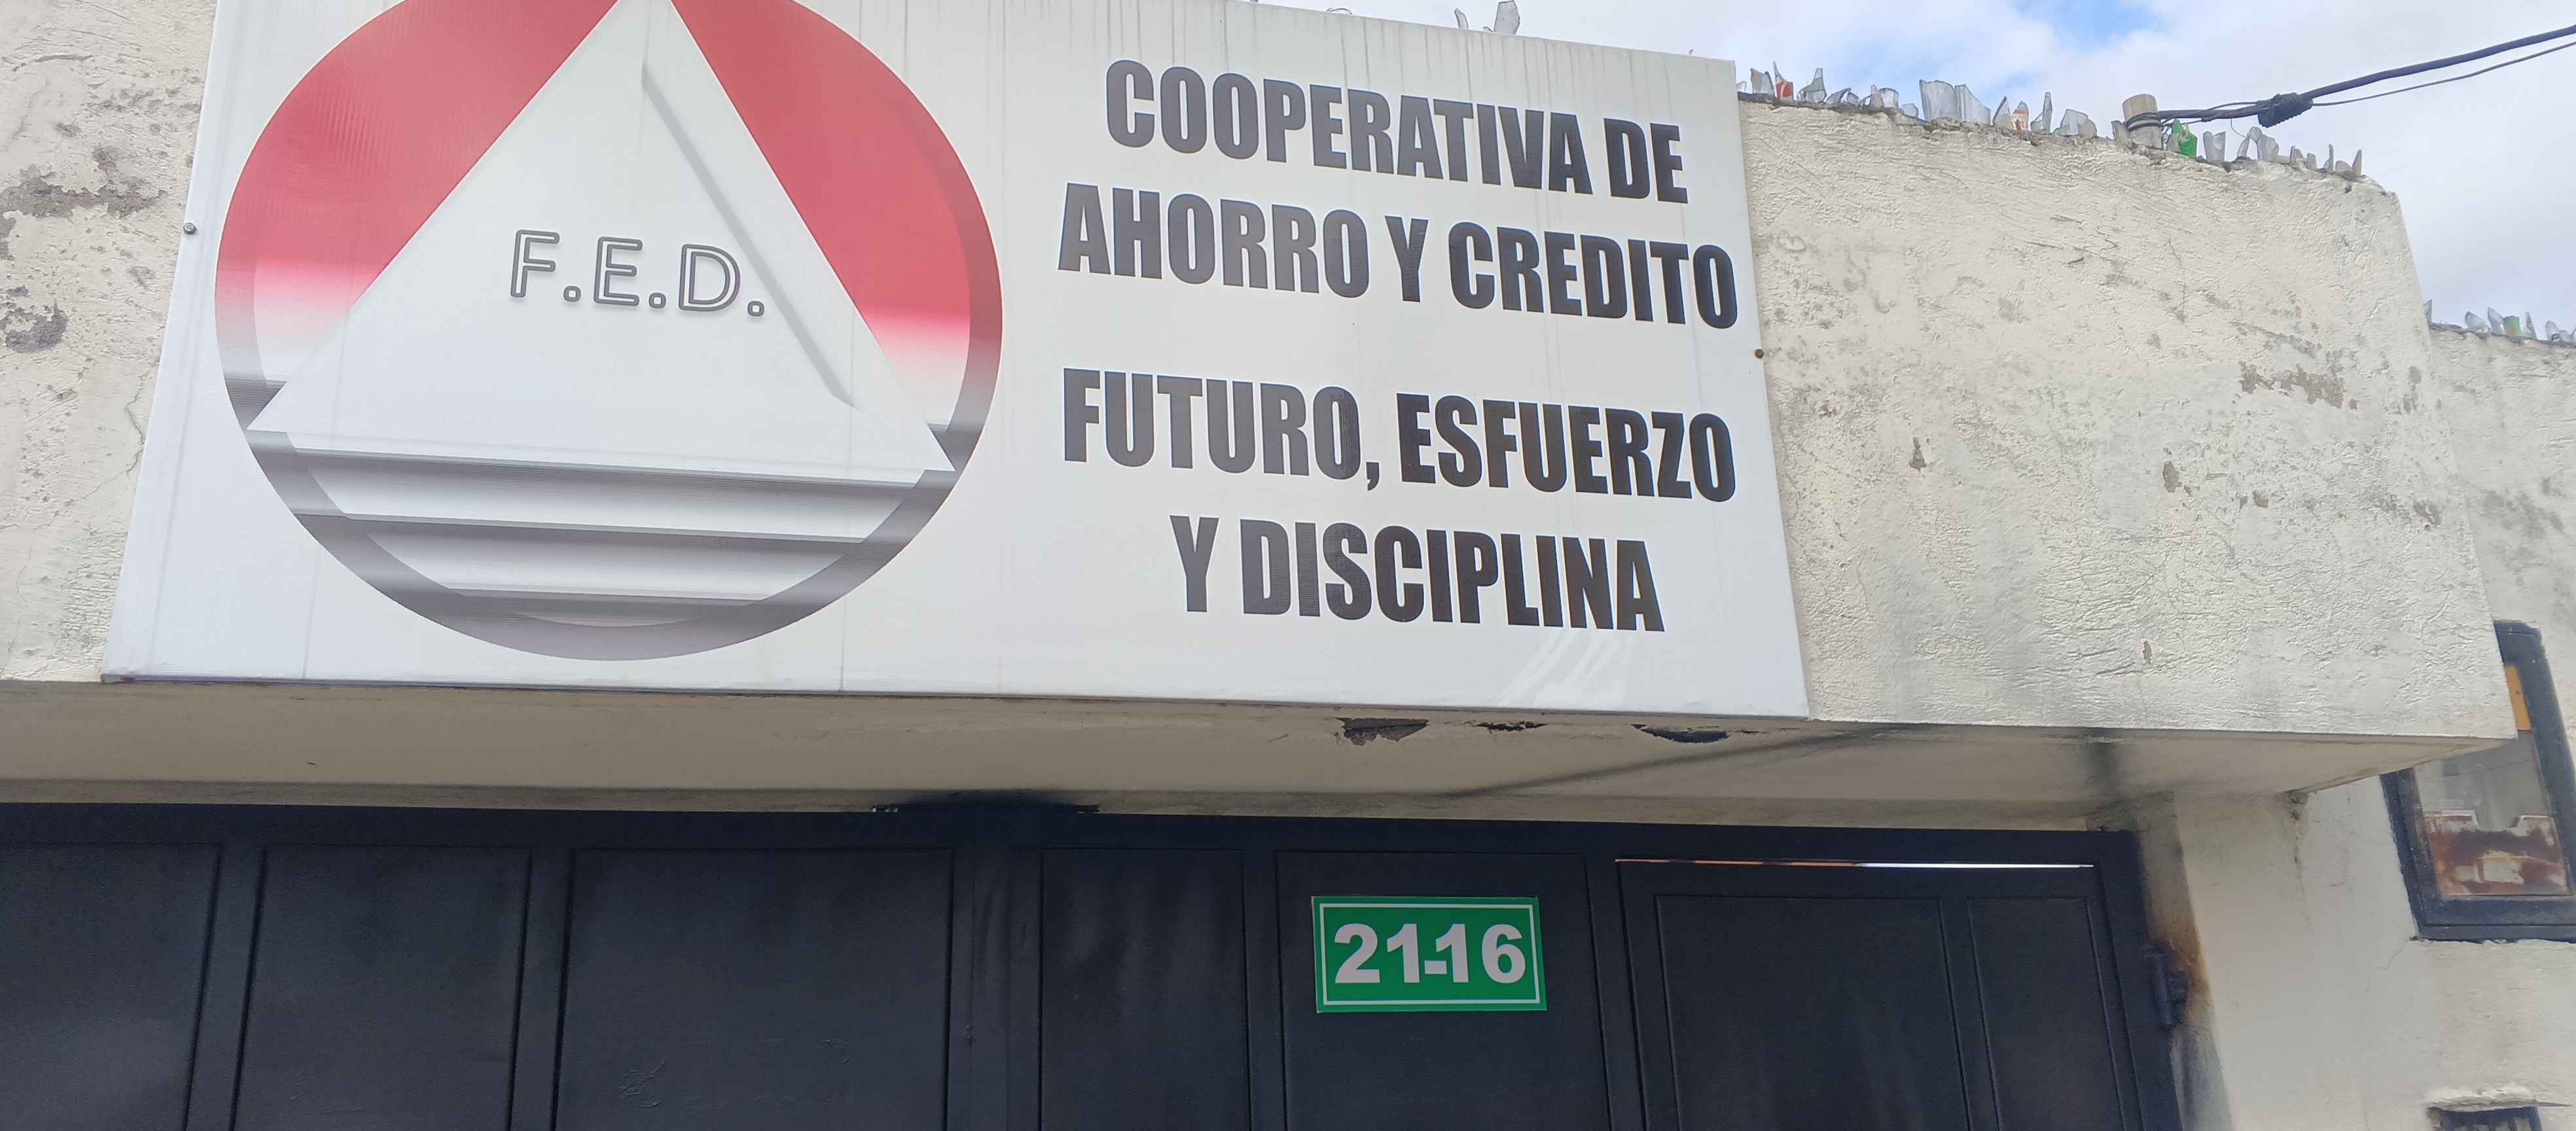 F.E.D.
COOPERATIVA DE
AHORRO Y CREDITO
FUTURO, ESFUERZO
Y DISCIPLINA
21-16